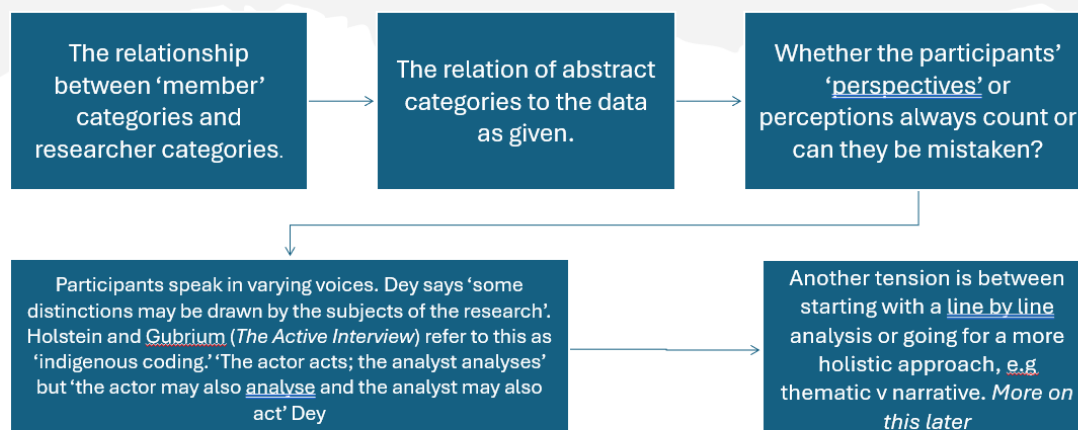 The relationship
between ‘member’
categories and
researcher categories.
The relation of abstract
categories to the data
as given.
Whether the participants’
‘perspectives’ or
perceptions always count or
can they be mistaken?
Participants speak in varying voices. Dey says ‘some
distinctions may be drawn by the subjects of the research’.
Holstein and Gubrium (The Active Interview) refer to this as
‘indigenous coding.’ ‘The actor acts; the analyst analyses’
but ‘the actor may also analyse and the analyst may also
act’ Dey
Another tension is between
starting with a line by line
analysis or going for a more
holistic approach, e.g
thematic v narrative. More on
this later